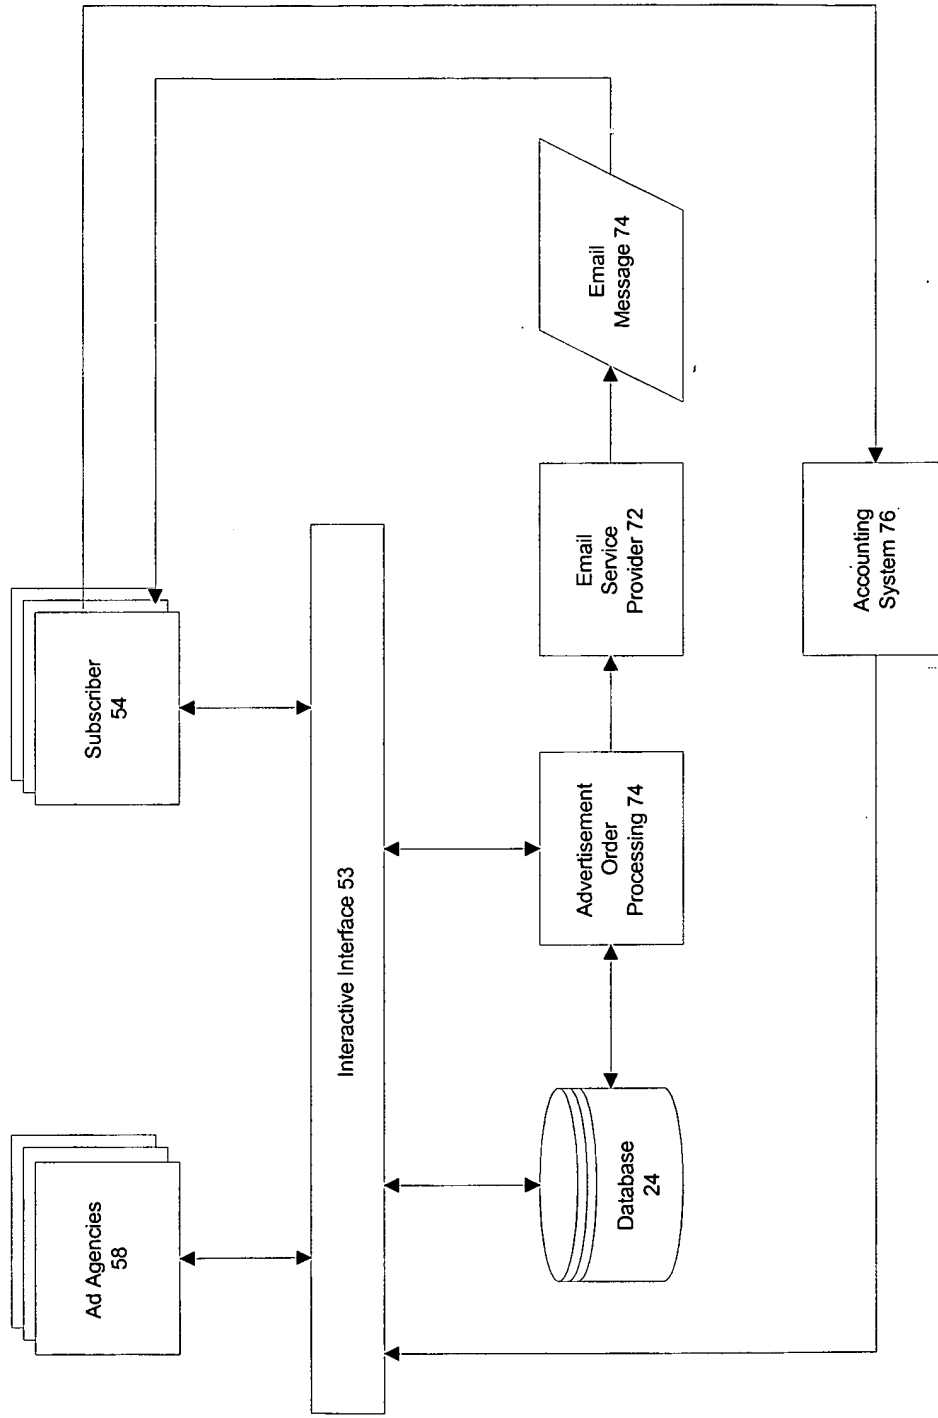 Ad Agencies
58
Subscriber
54
Interactive Interface 53
Database
24
Advertisement
Order
Processing 74
Email
Service
Provider 72
Email
Message 74
Accounting
System 76